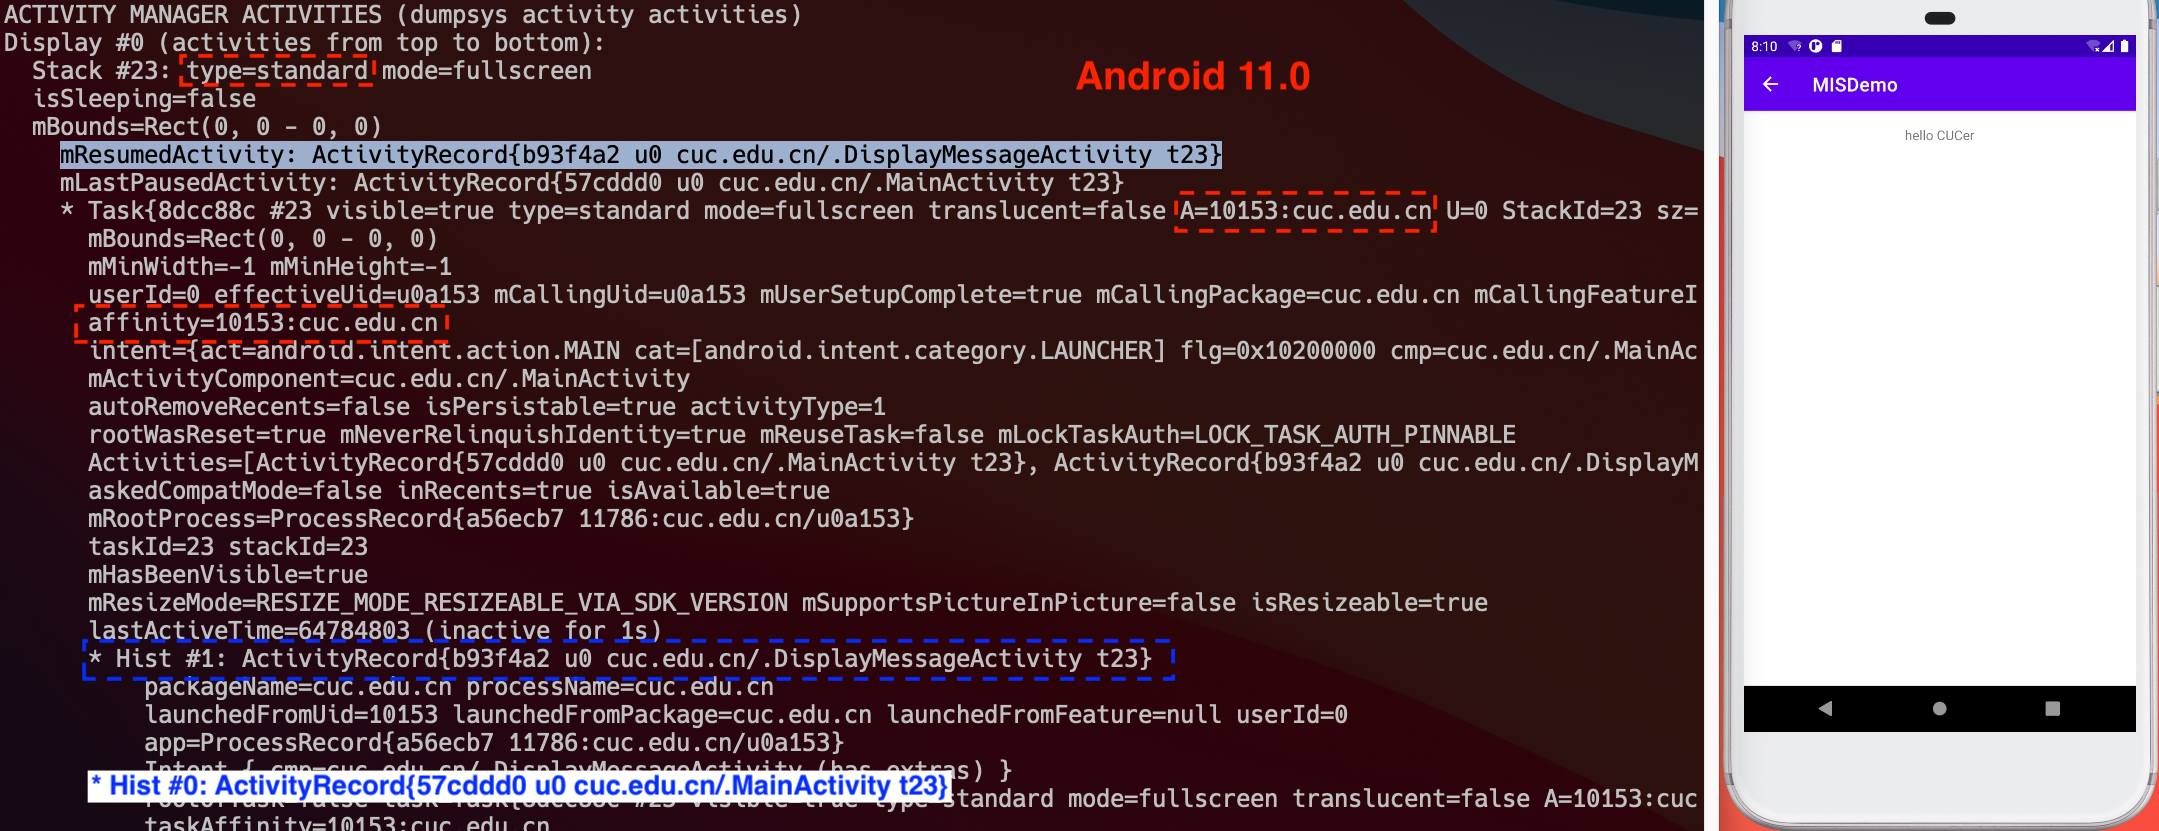 ACTIVITY MANAGER ACTIVITIES (dumpsys activity activities)
Display #0 (activities from top to bottom):
Stack #23: type=standard mode=fullscreen
Android 11.0
isSleeping=false
mBounds=Rect(0, 0 - 0, 0)
mResumedActivity: ActivityRecord{b93f4a2 u0 cuc.edu.cn/.DisplayMessageActivity t23}
mLastPausedActivity: ActivityRecord{57cddd0 u0 cuc.edu.cn/.MainActivity t23}
* Task{8dcc88c #23 visible=true type=standard mode=fullscreen translucent=false A=10153:cuc.edu.cn U=0 StackId=23 sz=
mBounds=Rect(0, 0 - 0, 0)
mMinWidth=-1 mMinHeight=-1
userId=0 effectiveUid=u0a153 mCallingUid=u0a153 mUserSetupComplete=true mCallingPackage=cuc.edu.cn mCallingFeatureI
affinity=10153:cuc.edu.cn
intent={act=android.intent.action.MAIN cat=[android.intent.category.LAUNCHER] flg=0x10200000 cmp=cuc.edu.cn/.MainAc
mActivityComponent=cuc.edu.cn/.MainActivity
autoRemoveRecents=false isPersistable=true activityType=1
rootWasReset=true mNeverRelinquishIdentity=true mReuseTask=false mLockTaskAuth=LOCK_TASK_AUTH_PINNABLE
Activities=[ActivityRecord{57cddd0 u0 cuc.edu.cn/.MainActivity t23}, ActivityRecord{b93f4a2 u0 cuc.edu.cn/.DisplayM
askedCompatMode=false inRecents=true isAvailable=true
mRootProcess=ProcessRecord{a56ecb7 11786:cuc.edu.cn/u0a153}
taskId=23 stackId=23
mHasBeenVisible=true
mResizeMode=RESIZE_MODE_RESIZEABLE_VIA_SDK_VERSION mSupportsPictureInPicture=false isResizeable=true
lastActiveTime=64784803 (inactive for 1s)
* Hist #1: ActivityRecord{b93f4a2 u0 cuc.edu.cn/.DisplayMessageActivity t23}
packageName=cuc.edu.cn processName=cuc.edu.cn
launchedFromUid=10153 launchedFromPackage=cuc.edu.cn launchedFromFeature=null userId=0
app=ProcessRecord{a56ecb7 11786:cuc.edu.cn/u0a153}
Intent { cmp=cuc.edu.cn/.DisplayMessageActivity (has extras) }
* Hist #0: ActivityRecord{57cddd0 u0 cuc.edu.cn/.MainActivity t23}
standard mode=fullscreen translucent=false A=10153:cuc
taskAffinity=10153:cuc.edu.cn
8:10
MISDemo
hello CUCer